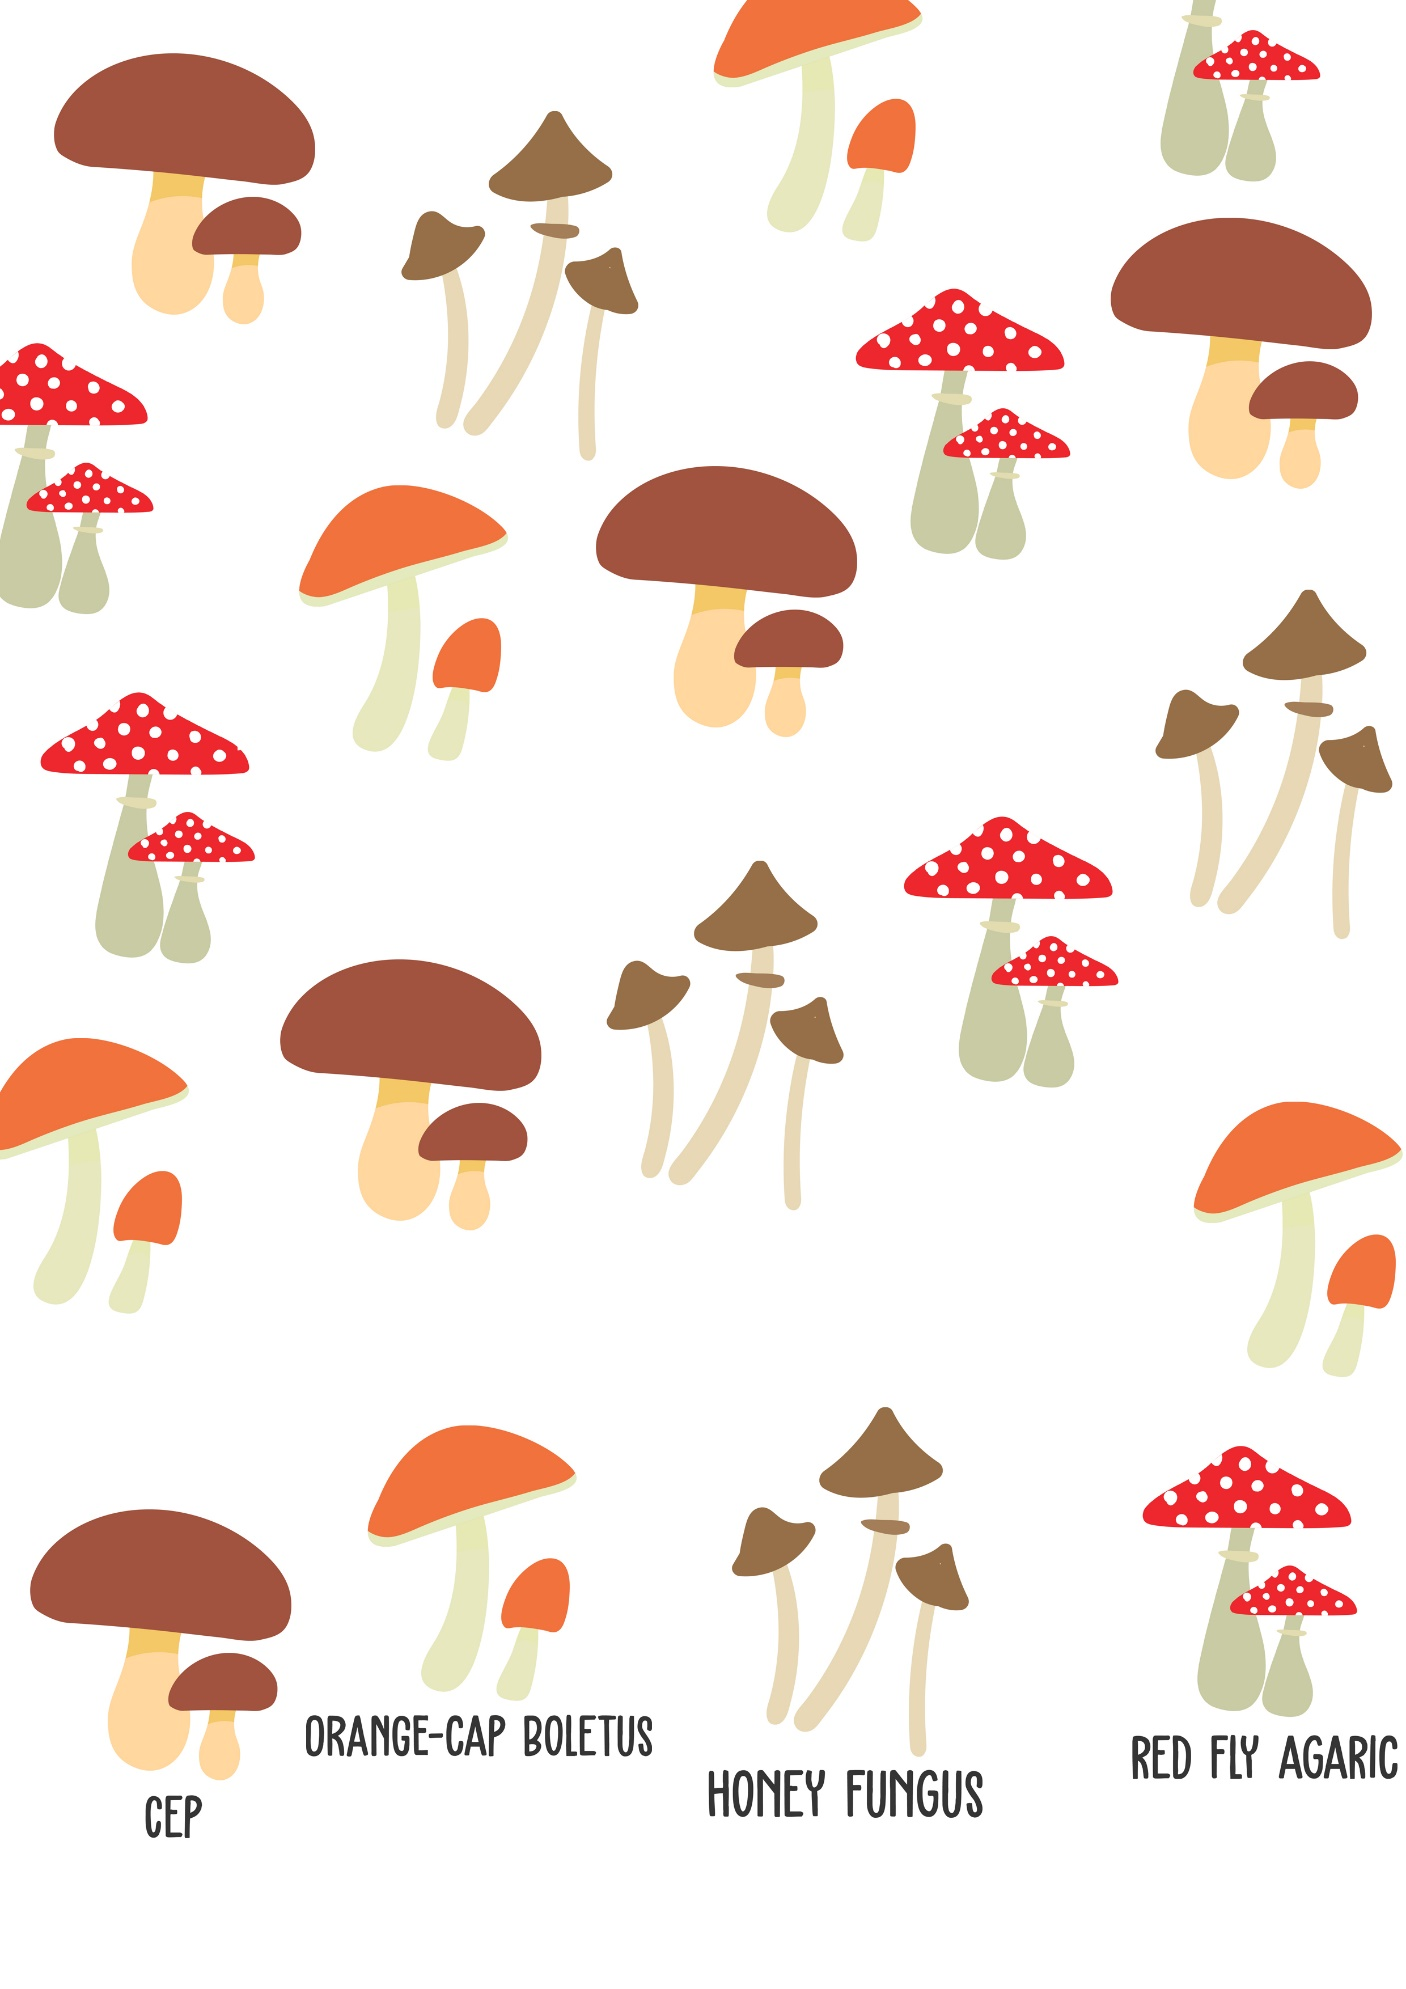 CEP
ORANGE-CAP BOLETUS
HONEY FUNGUS
RED FLY AGARIC